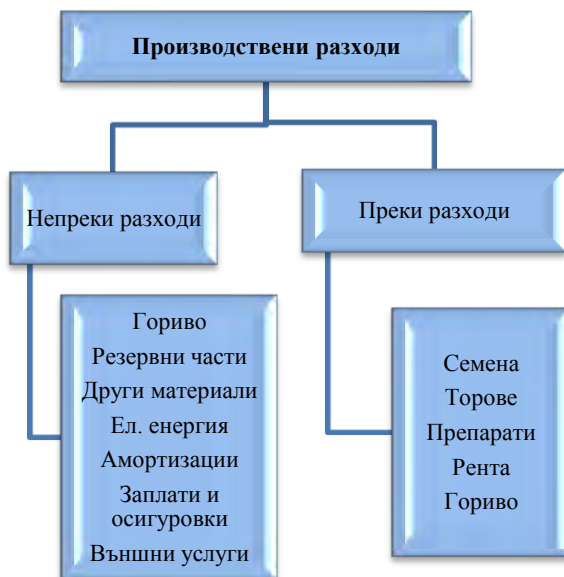 Производствени разходи
Непреки разходи
Преки разходи
Гориво
Резервни части
Други материали
Ел. енергия
Амортизации
Заплати и
осигуровки
Външни услуги
Семена
Торове
Препарати
Рента
Гориво